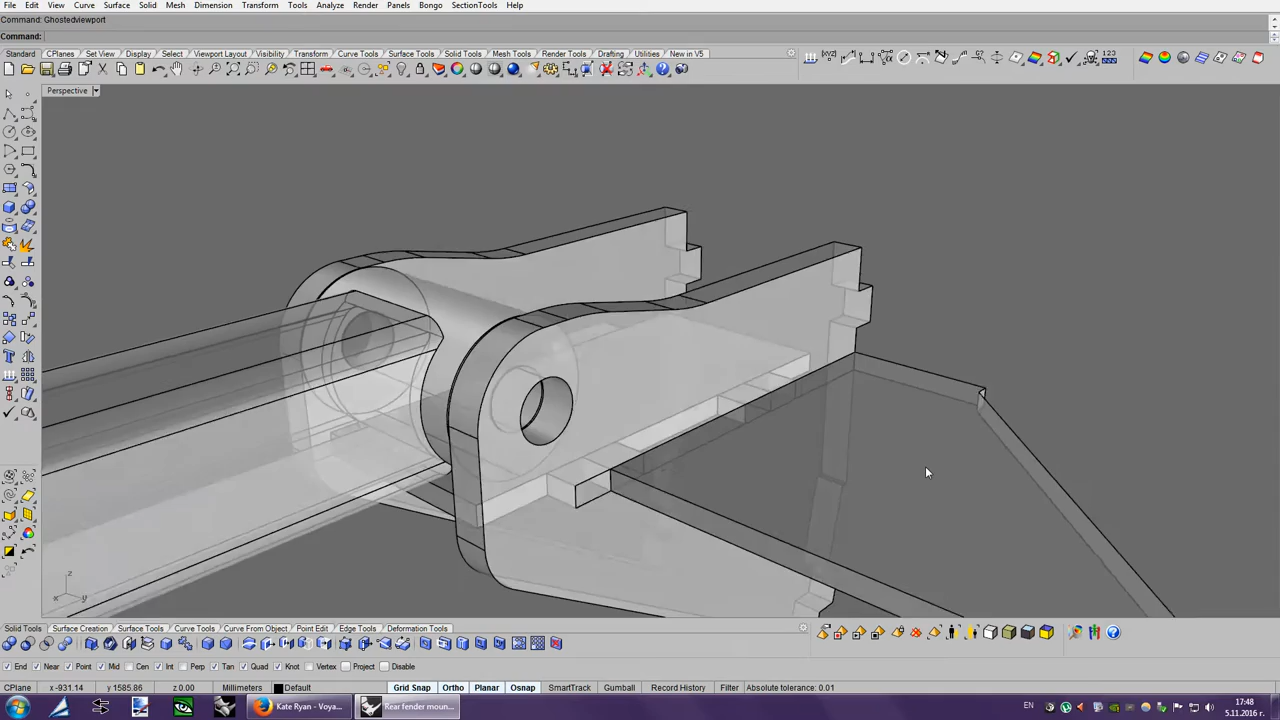 File Edit View Curve Surface Solid Mesh Dimension Transform Tools Analyze Render Panels Bongo SectionTools Help
Command: Ghostedviewport
Command:
Standard CPlanes Set View Display Select Viewport Layout Visibility Transform Curve Tools Surface Tools Solid Tools Mesh Tools Render Tools Drafting Utilities New in V5
Perspective
z
x y
Solid Tools Surface Creation Surface Tools Curve Tools Curve From Object Point Edit Edge Tools Deformation Tools
End Near Point Mid Cen Int Perp Tan Quad Knot Vertex Project Disable
CPlane x -931.14 y 1585.86 z 0.00 Millimeters Default Grid Snap Ortho Planar Osnap SmartTrack Gumball Record History Filter Absolute tolerance: 0.01
Kate Ryan - Voya... Rear fender moun... EN 17:48
5.11.2016 г.